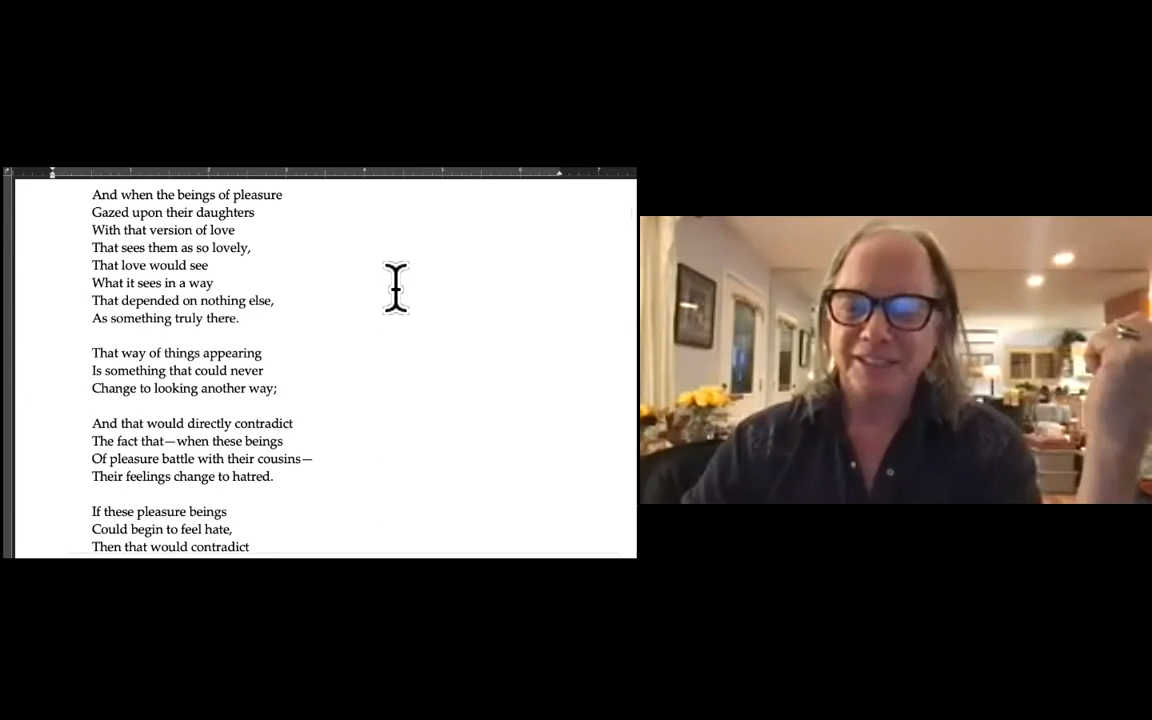 And when the beings of pleasure
Gazed upon their daughters
With that version of love
That sees them as so lovely,
That love would see
What it sees in a way
That depended on nothing else,
As something truly there.
That way of things appearing
Is something that could never
Change to looking another way;
And that would directly contradict
The fact that—when these beings
Of pleasure battle with their cousins—
Their feelings change to hatred.
If these pleasure beings
Could begin to feel hate,
Then that would contradict